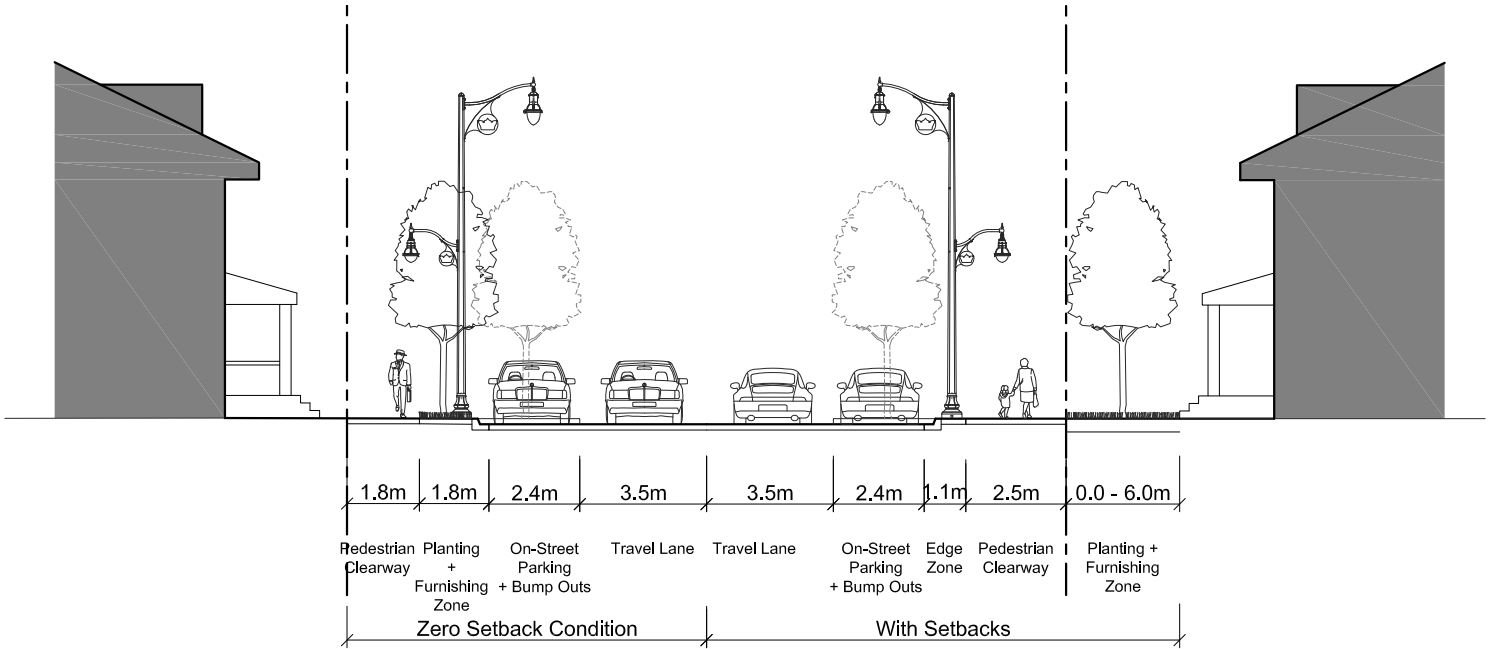 1.8m 1.8m 2.4m 3.5m 3.5m 2.4m 1.1m 2.5m 0.0 - 6.0m
Pedestrian
Clearway
Planting
+
Furnishing
Zone
On-Street
Parking
+ Bump Outs
Travel Lane
Travel Lane
On-Street
Parking
+ Bump Outs
Edge
Zone
Pedestrian
Clearway
Planting +
Furnishing
Zone
Zero Setback Condition
With Setbacks